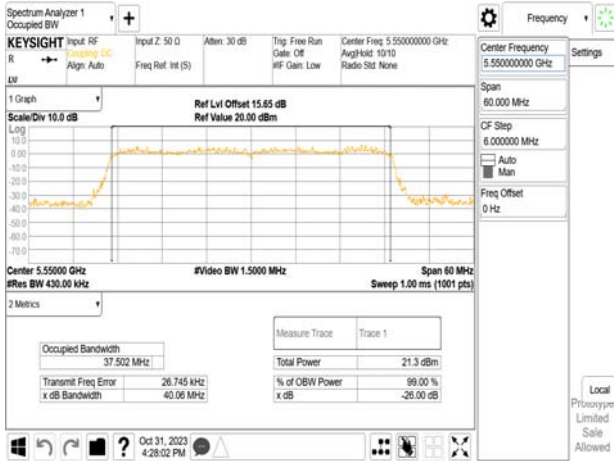 Spectrum Analyzer 1
Occupied BW
+
Frequency
KEYSIGHT
R
LXI
Input: RF
Coupling: DC
Align: Auto
Input Z: 50 Ω
Freq Ref: Int (S)
Atten: 30 dB
Trig: Free Run
Gate: Off
#IF Gain: Low
Center Freq: 5.550000000 GHz
Avg|Hold: 10/10
Radio Std: None
Center Frequency
5.550000000 GHz
Settings
Span
60.000 MHz
CF Step
6.000000 MHz
Auto
Man
Freq Offset
0 Hz
1 Graph
Scale/Div 10.0 dB
Ref Lvl Offset 15.65 dB
Ref Value 20.00 dBm
Log
10.0
0.00
-10.0
-20.0
-30.0
-40.0
-50.0
-60.0
-70.0
Center 5.55000 GHz
#Res BW 430.00 kHz
#Video BW 1.5000 MHz
Span 60 MHz
Sweep 1.00 ms (1001 pts)
2 Metrics
Measure Trace
Trace 1
Occupied Bandwidth
37.502 MHz
Total Power
21.3 dBm
Transmit Freq Error
26.745 kHz
% of OBW Power
99.00 %
x dB Bandwidth
40.06 MHz
x dB
-26.00 dB
Local
Prototype
Limited
Sale
Allowed
?
Oct 31, 2023
4:28:02 PM